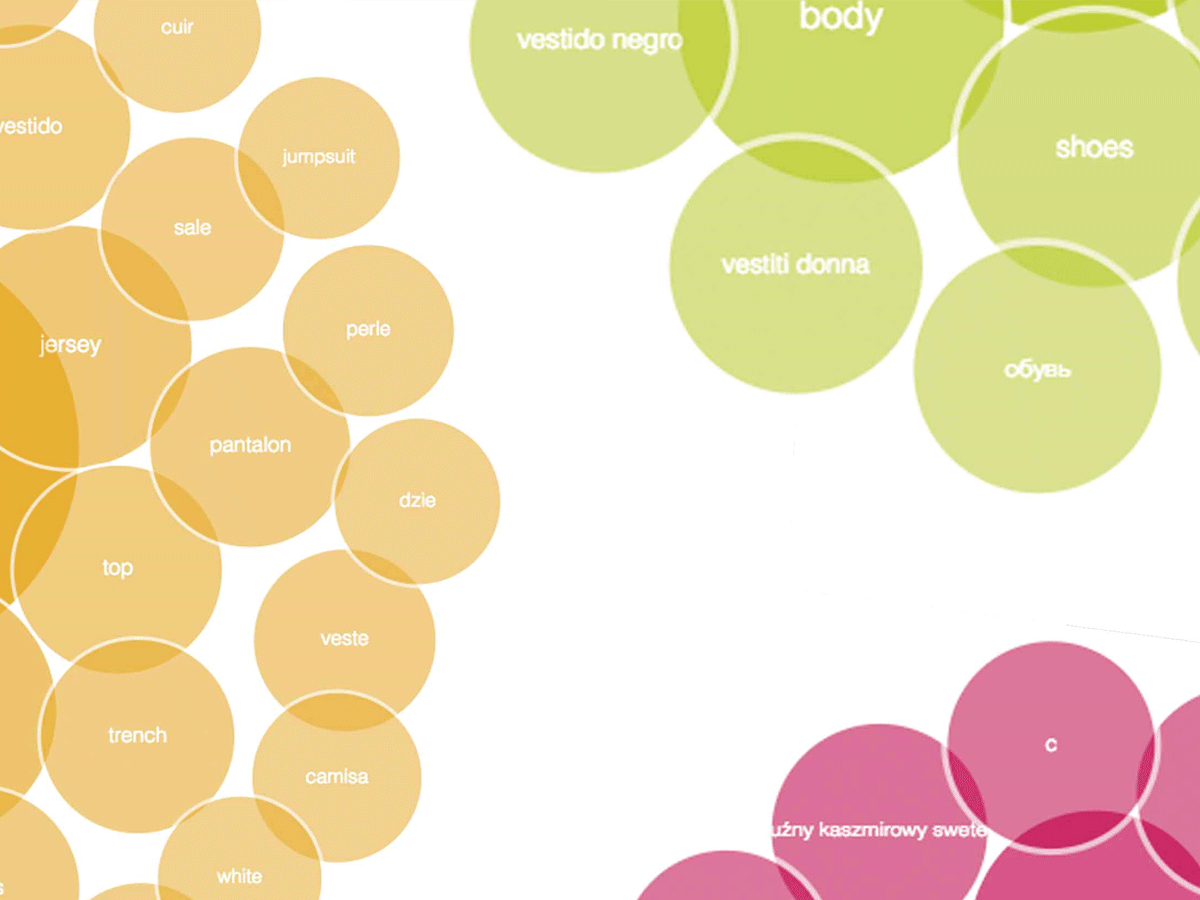 cuir
vestido
jumpsuit
sale
jersey
perle
pantalon
dzie
top
veste
trench
camisa
white
s
vestido negro
body
shoes
vestiti donna
обувь
c
uźny kaszmirowy swete